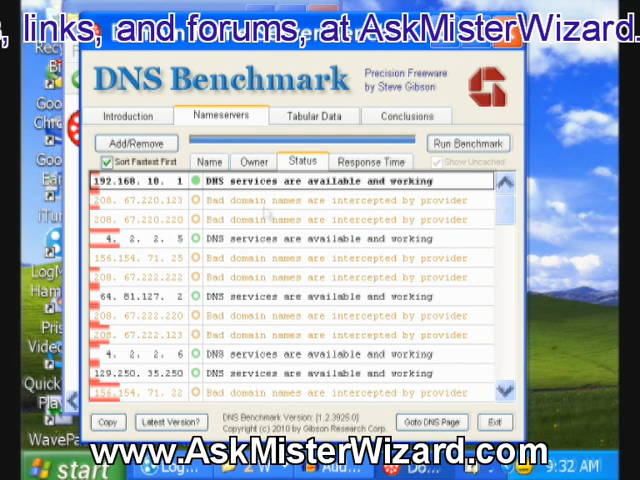 , links, and forums, at AskMisterWizard.
DNS Benchmark
Precision Freeware
by Steve Gibson
Introduction Nameservers Tabular Data Conclusions
Add/Remove Run Benchmark
Sort Fastest First Name Owner Status Response Time Show Uncached
192.168. 10. 1 DNS services are available and working
208. 67.220.123 Bad domain names are intercepted by provider
208. 67.220.220 Bad domain names are intercepted by provider
4. 2. 2. 5 DNS services are available and working
156.154. 71. 25 Bad domain names are intercepted by provider
208. 67.222.222 Bad domain names are intercepted by provider
64. 81.127. 2 DNS services are available and working
208. 67.222.220 Bad domain names are intercepted by provider
208. 67.222.123 Bad domain names are intercepted by provider
4. 2. 2. 6 DNS services are available and working
129.250. 35.250 DNS services are available and working
156.154. 71. 22 Bad domain names are intercepted by provider
Copy Latest Version? DNS Benchmark Version: [1.2.3925.0] Goto DNS Page Exit
Copyright (c) 2010 by Gibson Research Corp.
www.AskMisterWizard.com
start Log... 2 W Add... Do... 9:32 AM